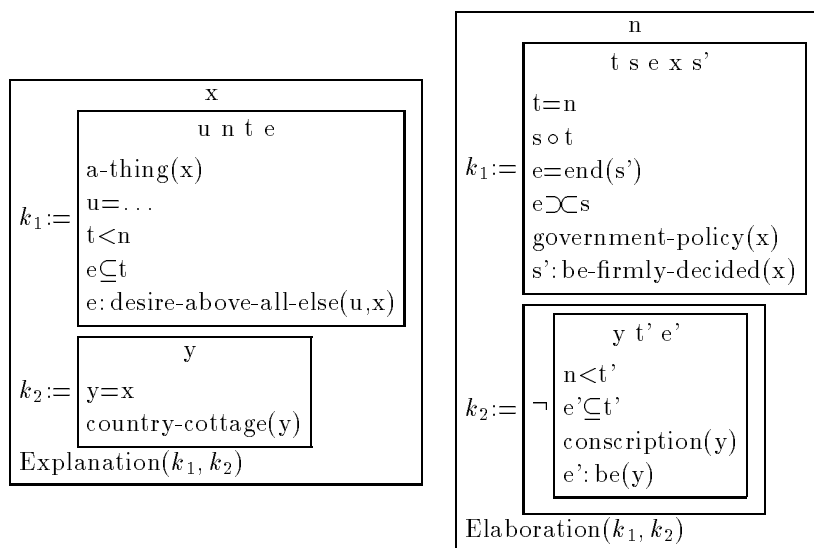 x
u n t e
a-thing(x)
u=...
t<n
e⊆t
e:desire-above-all-else(u,x)
k₁:=
y
y=x
country-cottage(y)
k₂:=
Explanation(k₁, k₂)
n
t s e x s'
t=n
s∘t
e=end(s')
e⊃⊂s
government-policy(x)
s':be-firmly-decided(x)
k₁:=
y t' e'
n<t'
e'⊆t'
conscription(y)
e':be(y)
k₂:= ¬
Elaboration(k₁, k₂)